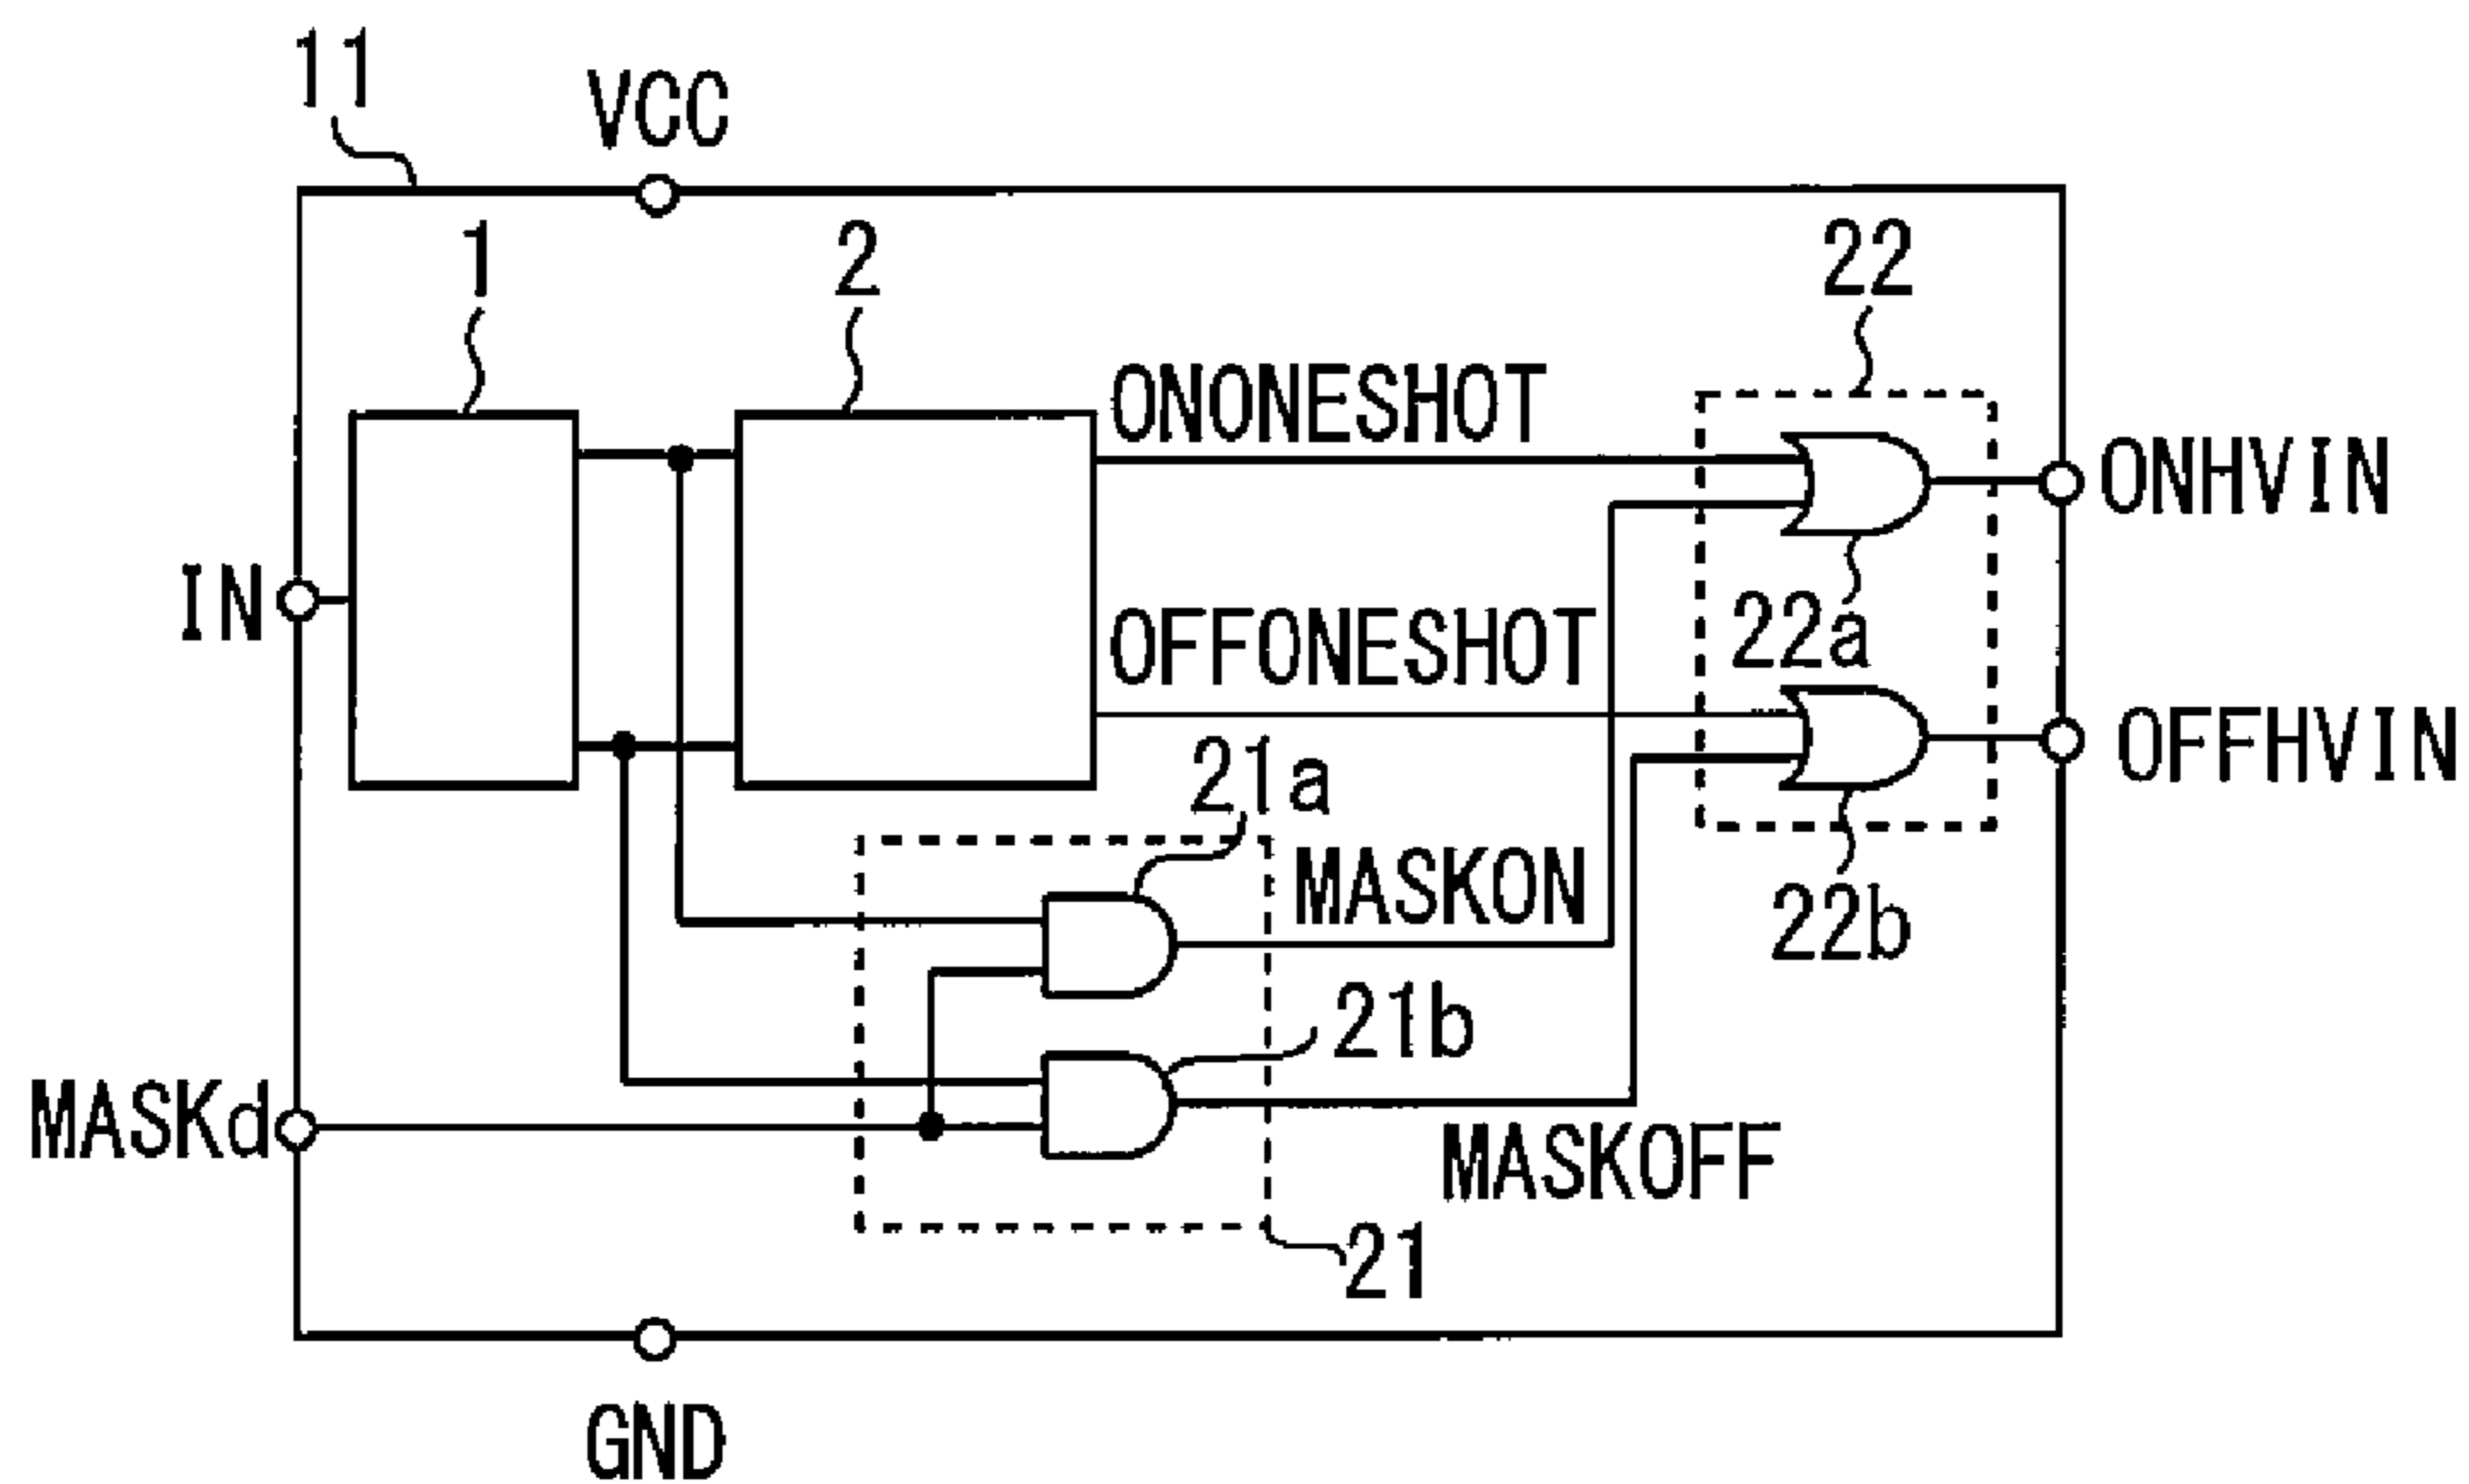 11
VCC
1
2
22
ONONESHOT
ONHVIN
IN
22a
OFFONESHOT
OFFHVIN
21a
MASKON
22b
21b
MASKd
MASKOFF
21
GND